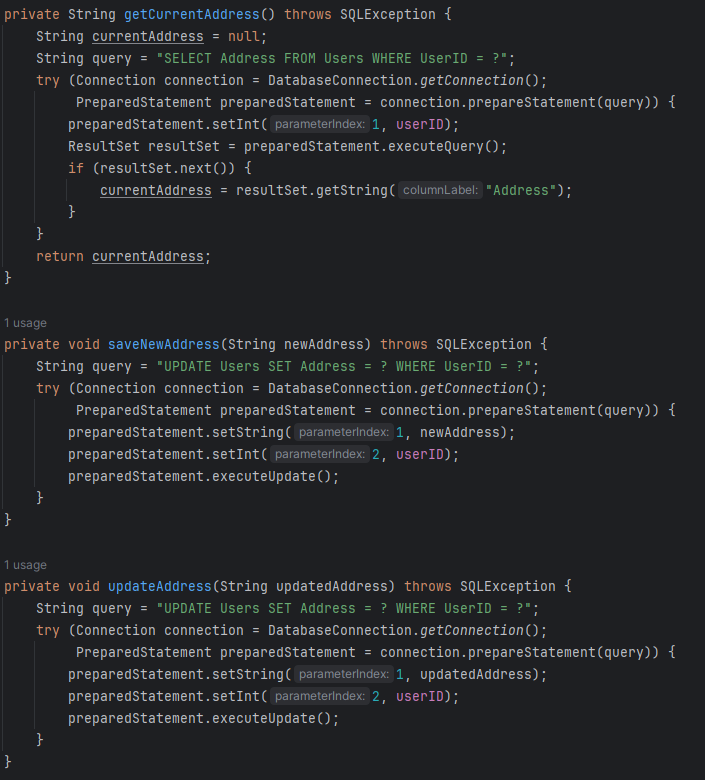 private String getCurrentAddress() throws SQLException {
    String currentAddress = null;
    String query = "SELECT Address FROM Users WHERE UserID = ?";
    try (Connection connection = DatabaseConnection.getConnection();
         PreparedStatement preparedStatement = connection.prepareStatement(query)) {
        preparedStatement.setInt( parameterIndex: 1, userID);
        ResultSet resultSet = preparedStatement.executeQuery();
        if (resultSet.next()) {
            currentAddress = resultSet.getString( columnLabel: "Address");
        }
    }
    return currentAddress;
}
1 usage
private void saveNewAddress(String newAddress) throws SQLException {
    String query = "UPDATE Users SET Address = ? WHERE UserID = ?";
    try (Connection connection = DatabaseConnection.getConnection();
         PreparedStatement preparedStatement = connection.prepareStatement(query)) {
        preparedStatement.setString( parameterIndex: 1, newAddress);
        preparedStatement.setInt( parameterIndex: 2, userID);
        preparedStatement.executeUpdate();
    }
}
1 usage
private void updateAddress(String updatedAddress) throws SQLException {
    String query = "UPDATE Users SET Address = ? WHERE UserID = ?";
    try (Connection connection = DatabaseConnection.getConnection();
         PreparedStatement preparedStatement = connection.prepareStatement(query)) {
        preparedStatement.setString( parameterIndex: 1, updatedAddress);
        preparedStatement.setInt( parameterIndex: 2, userID);
        preparedStatement.executeUpdate();
    }
}